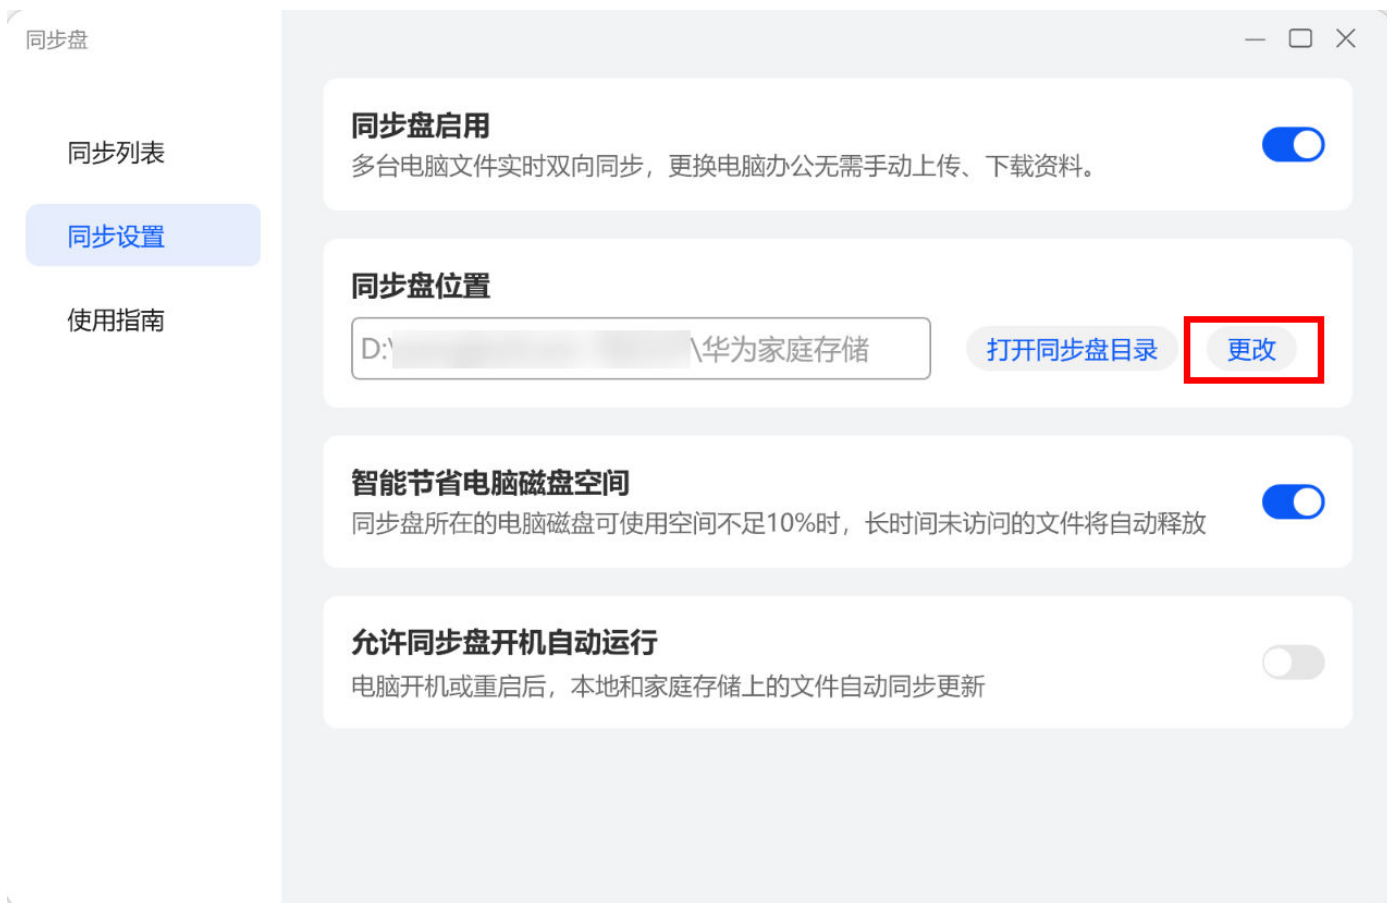 同步盘
同步列表
同步设置
使用指南
同步盘启用
多台电脑文件实时双向同步，更换电脑办公无需手动上传、下载资料。
同步盘位置
D:\ \华为家庭存储
打开同步盘目录
更改
智能节省电脑磁盘空间
同步盘所在的电脑磁盘可使用空间不足10%时，长时间未访问的文件将自动释放
允许同步盘开机自动运行
电脑开机或重启后，本地和家庭存储上的文件自动同步更新